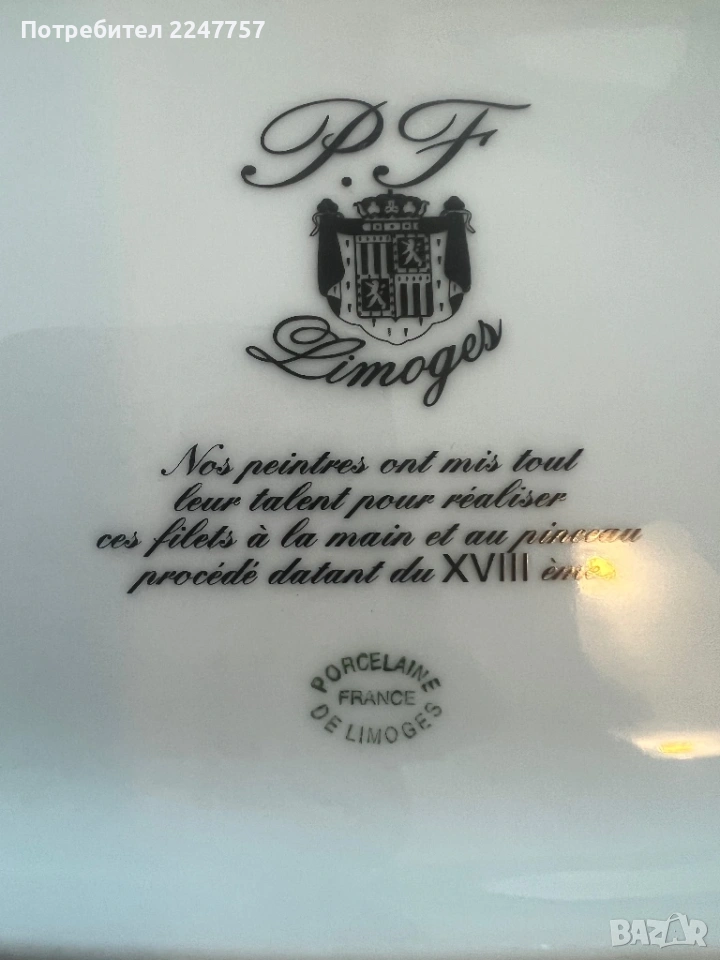 Потребител 2247757
P.F
Limoges
Nos peintres ont mis tout
leur talent pour réaliser
ces filets à la main et au pinceau
procédé datant du XVIII ème
PORCELAINE
FRANCE
DE LIMOGES
BAZAR